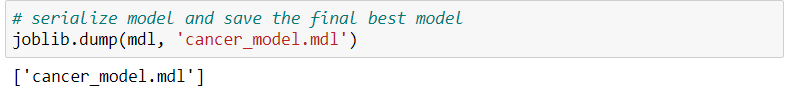 # serialize model and save the final best model
joblib.dump(mdl, 'cancer_model.mdl')
['cancer_model.mdl']